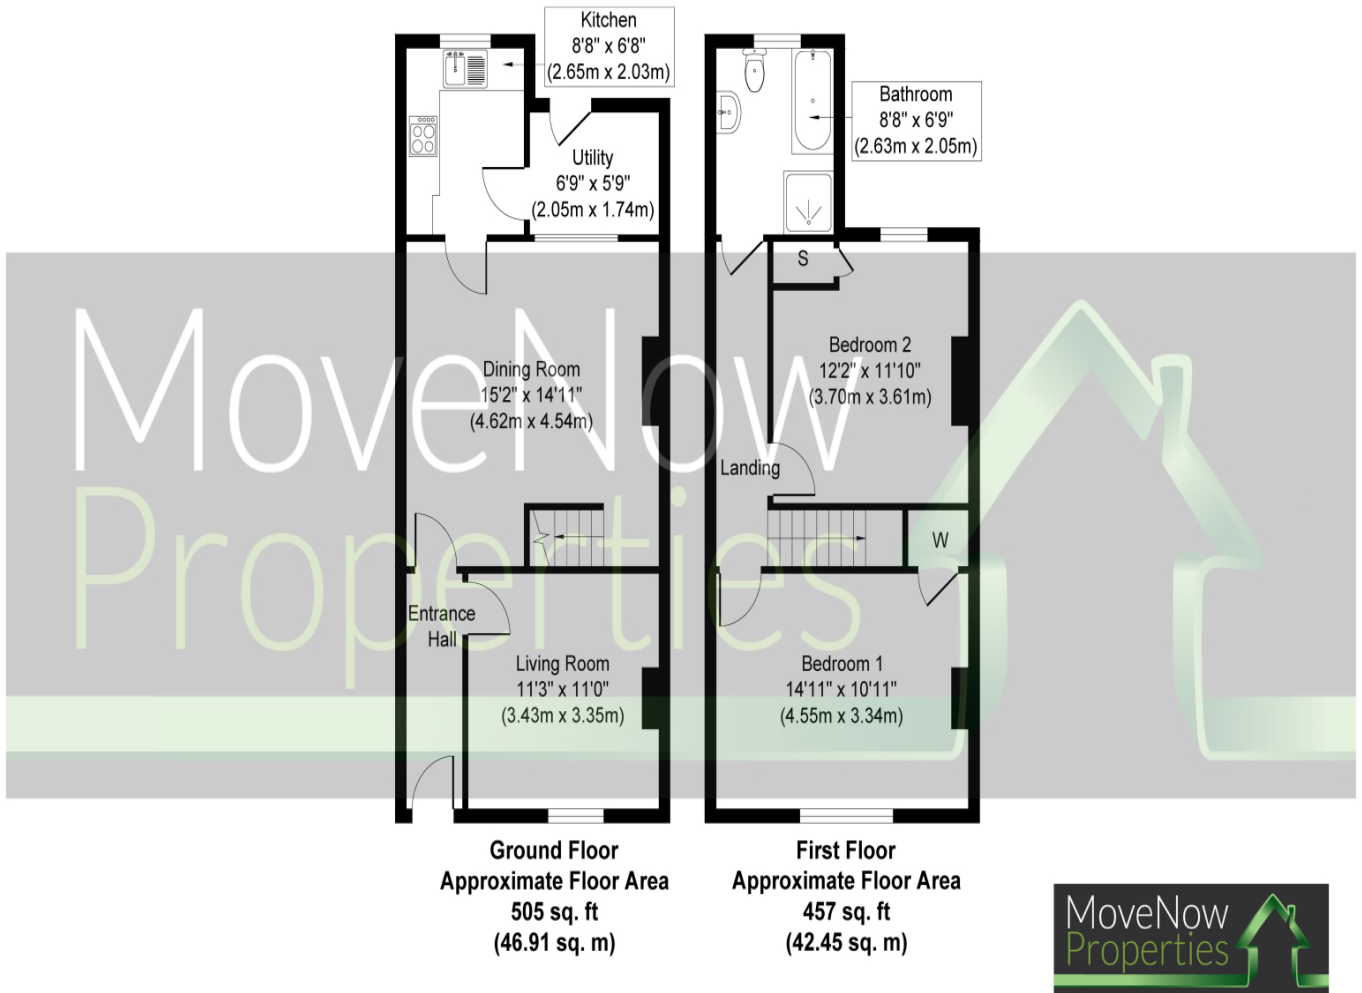 Kitchen
8'8" x 6'8"
(2.65m x 2.03m)
Utility
6'9" x 5'9"
(2.05m x 1.74m)
Dining Room
15'2" x 14'11"
(4.62m x 4.54m)
Entrance
Hall
Living Room
11'3" x 11'0"
(3.43m x 3.35m)
Ground Floor
Approximate Floor Area
505 sq. ft
(46.91 sq. m)
Bathroom
8'8" x 6'9"
(2.63m x 2.05m)
S
Bedroom 2
12'2" x 11'10"
(3.70m x 3.61m)
Landing
W
Bedroom 1
14'11" x 10'11"
(4.55m x 3.34m)
First Floor
Approximate Floor Area
457 sq. ft
(42.45 sq. m)
MoveNow
Properties
MoveNow
Properties